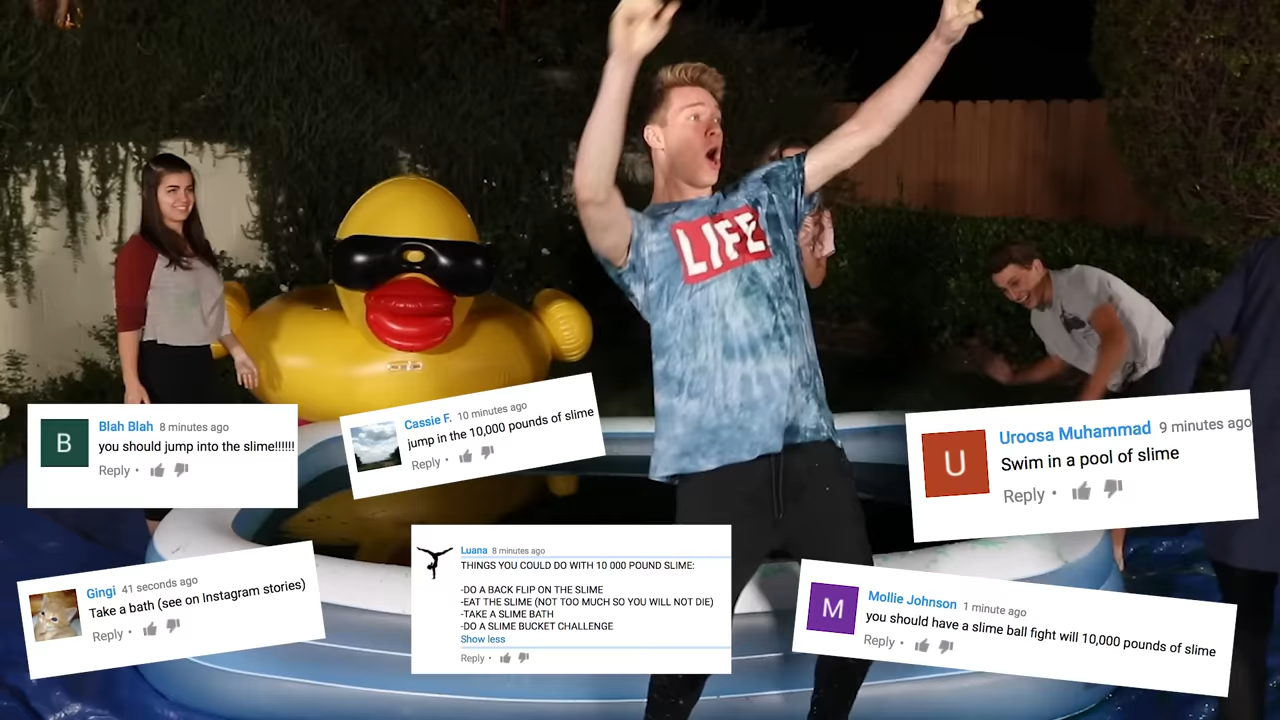 LIFE
Blah Blah 8 minutes ago
you should jump into the slime!!!!!!
Reply •
Cassie F. 10 minutes ago
jump in the 10,000 pounds of slime
Reply •
Uroosa Muhammad 9 minutes ago
Swim in a pool of slime
Reply •
Gingi 41 seconds ago
Take a bath (see on Instagram stories)
Reply •
Luana 8 minutes ago
THINGS YOU COULD DO WITH 10 000 POUND SLIME:
-DO A BACK FLIP ON THE SLIME
-EAT THE SLIME (NOT TOO MUCH SO YOU WILL NOT DIE)
-TAKE A SLIME BATH
-DO A SLIME BUCKET CHALLENGE
Show less
Reply •
Mollie Johnson 1 minute ago
you should have a slime ball fight will 10,000 pounds of slime
Reply •
B
U
M